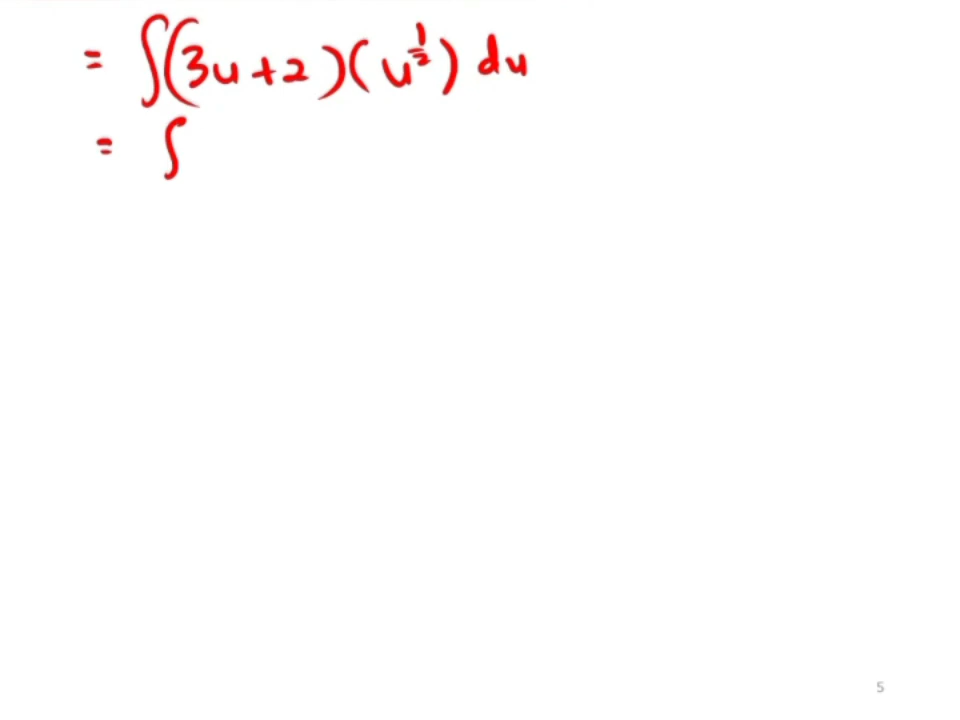 = ∫(3u+2)(u^½) du
= ∫
5